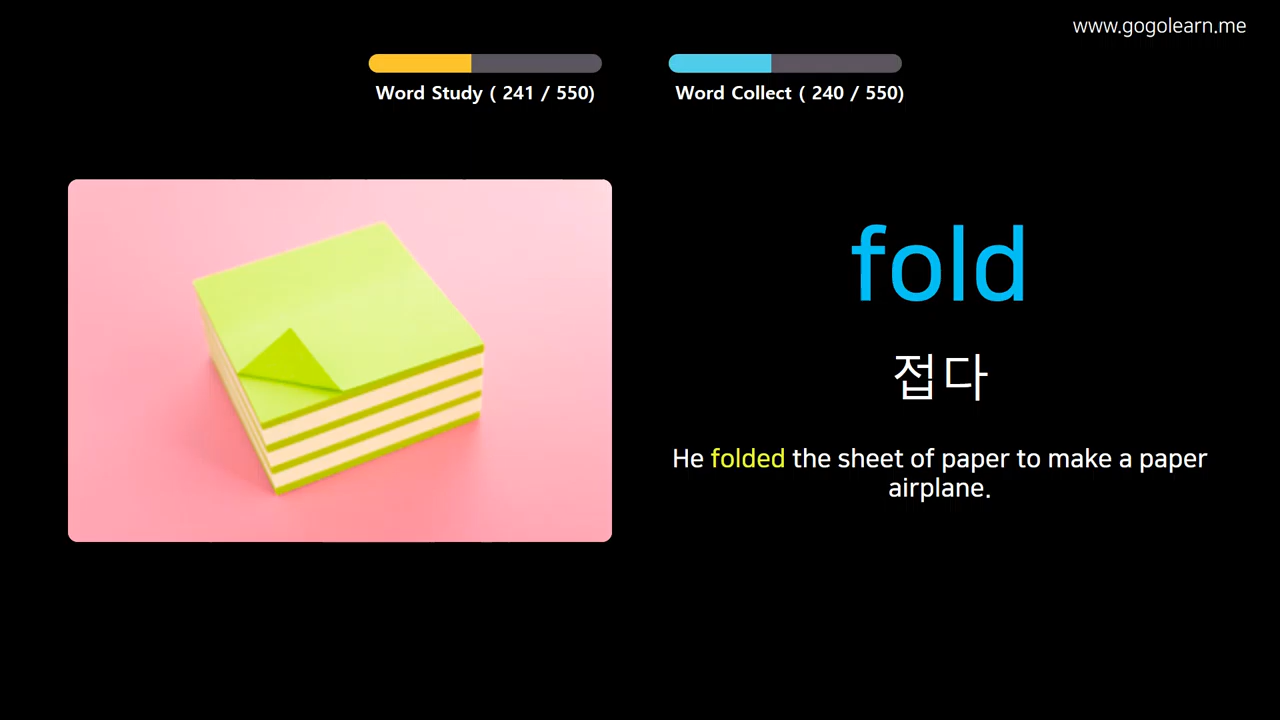 www.gogolearn.me
Word Study ( 241 / 550)
Word Collect ( 240 / 550)
fold
접다
He folded the sheet of paper to make a paper
airplane.